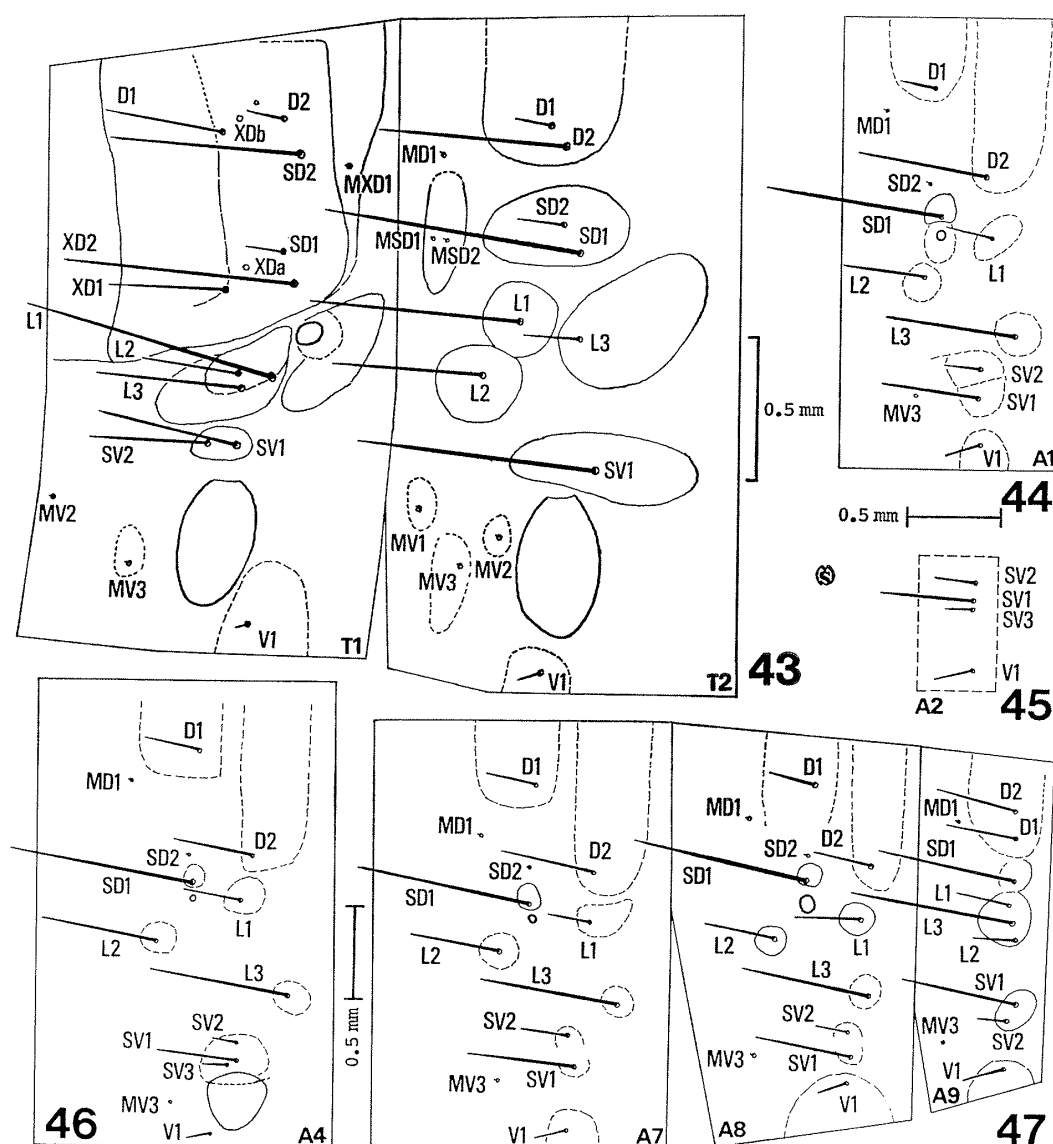 D1
XDb
D2
SD2
MXD1
XD2
SD1
XDa
XD1
L1
L2
L3
SV1
SV2
MV2
MV3
V1
T1
D1
D2
MD1
SD2
SD1
MSD1
MSD2
L1
L3
L2
SV1
MV1
MV2
MV3
V1
T2
43
0.5 mm
D1
MD1
D2
SD2
SD1
L1
L2
L3
SV2
SV1
MV3
V1
A1
44
0.5 mm
SV2
SV1
SV3
V1
A2
45
D1
MD1
D2
SD2
SD1
L1
L2
L3
SV2
SV1
SV3
MV3
V1
A4
46
0.5 mm
D1
MD1
D2
SD2
SD1
L1
L2
L3
SV2
SV1
MV3
V1
A7
D1
MD1
D2
SD2
SD1
L1
L2
L3
SV2
SV1
MV3
V1
A8
D2
MD1
D1
SD1
L1
L3
L2
SV1
MV3
SV2
V1
A9
47